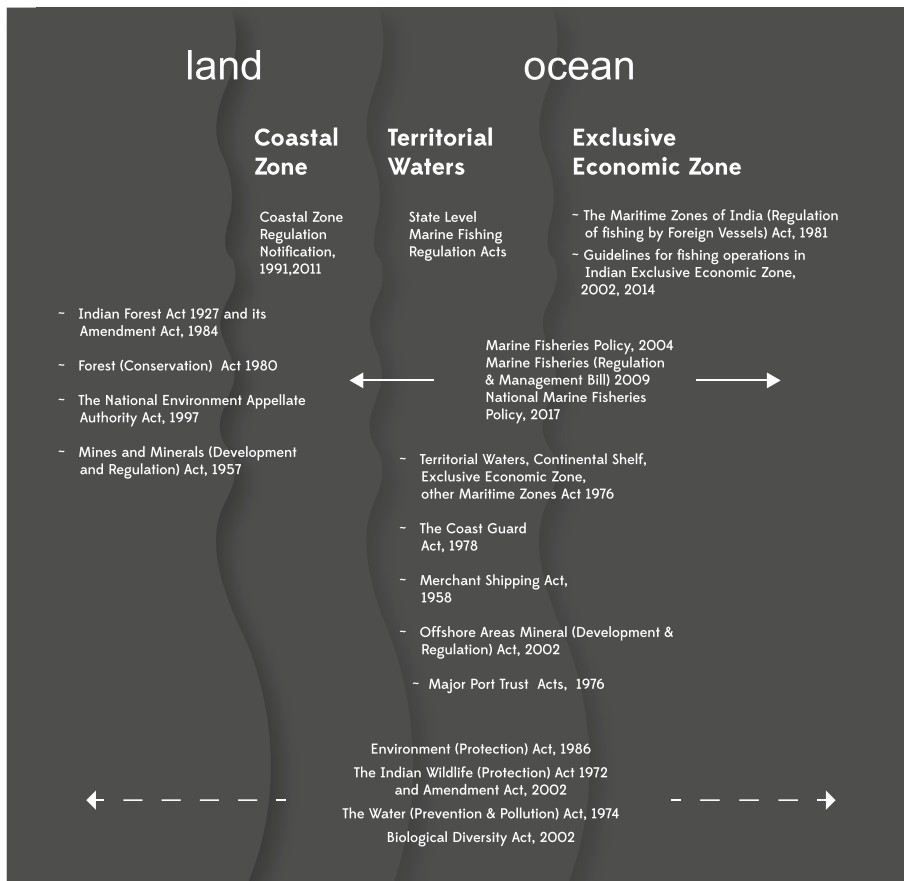 land
ocean
Coastal
Zone
Territorial
Waters
Exclusive
Economic Zone
Coastal Zone
Regulation
Notification,
1991,2011
State Level
Marine Fishing
Regulation Acts
~ The Maritime Zones of India (Regulation
of fishing by Foreign Vessels) Act, 1981
~ Guidelines for fishing operations in
Indian Exclusive Economic Zone,
2002, 2014
~ Indian Forest Act 1927 and its
Amendment Act, 1984
~ Forest (Conservation) Act 1980
~ The National Environment Appellate
Authority Act, 1997
~ Mines and Minerals (Development
and Regulation) Act, 1957
Marine Fisheries Policy, 2004
Marine Fisheries (Regulation
& Management Bill) 2009
National Marine Fisheries
Policy, 2017
~ Territorial Waters, Continental Shelf,
Exclusive Economic Zone,
other Maritime Zones Act 1976
~ The Coast Guard
Act, 1978
~ Merchant Shipping Act,
1958
~ Offshore Areas Mineral (Development &
Regulation) Act, 2002
~ Major Port Trust Acts, 1976
Environment (Protection) Act, 1986
The Indian Wildlife (Protection) Act 1972
and Amendment Act, 2002
The Water (Prevention & Pollution) Act, 1974
Biological Diversity Act, 2002